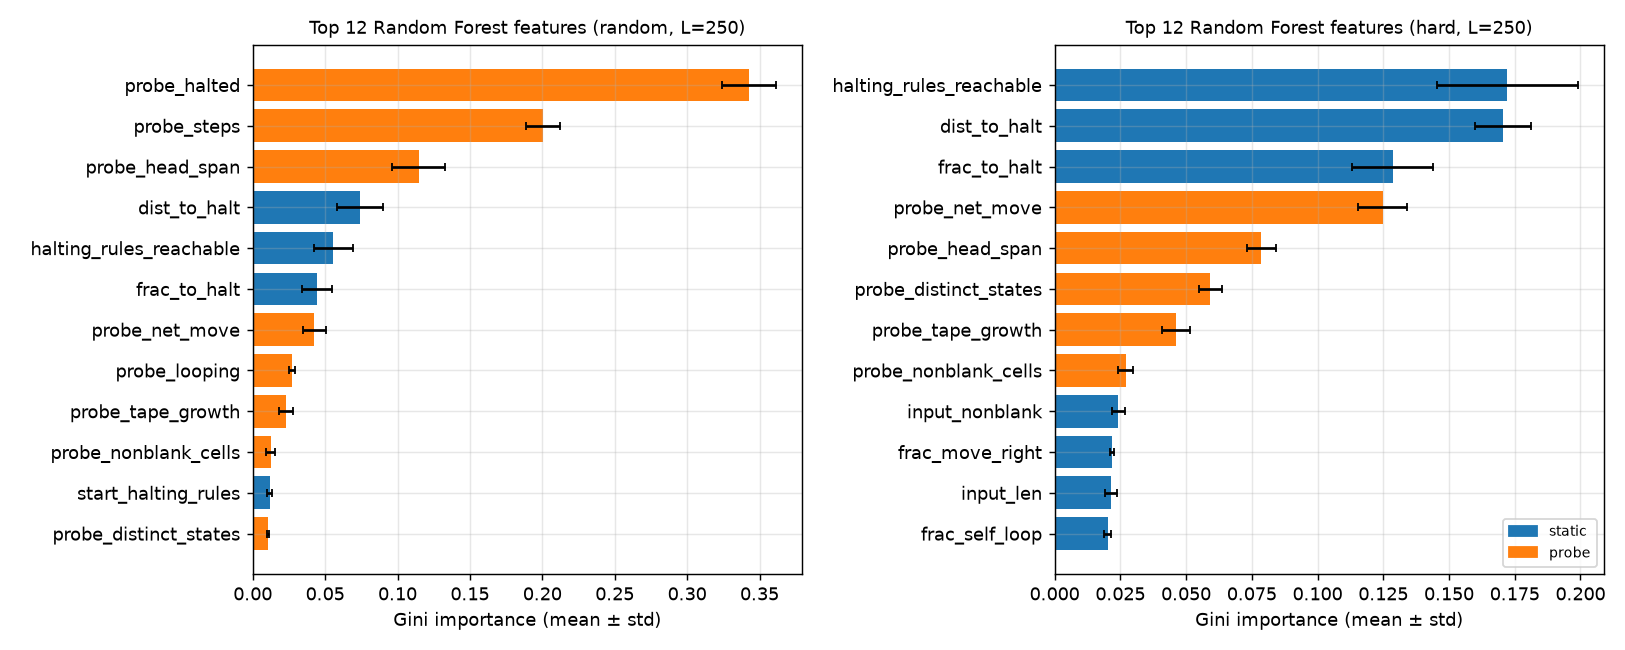 Top 12 Random Forest features (random, L=250)
probe_halted
probe_steps
probe_head_span
dist_to_halt
halting_rules_reachable
frac_to_halt
probe_net_move
probe_looping
probe_tape_growth
probe_nonblank_cells
start_halting_rules
probe_distinct_states
0.00 0.05 0.10 0.15 0.20 0.25 0.30 0.35
Gini importance (mean ± std)
Top 12 Random Forest features (hard, L=250)
halting_rules_reachable
dist_to_halt
frac_to_halt
probe_net_move
probe_head_span
probe_distinct_states
probe_tape_growth
probe_nonblank_cells
input_nonblank
frac_move_right
input_len
frac_self_loop
static
probe
0.000 0.025 0.050 0.075 0.100 0.125 0.150 0.175 0.200
Gini importance (mean ± std)